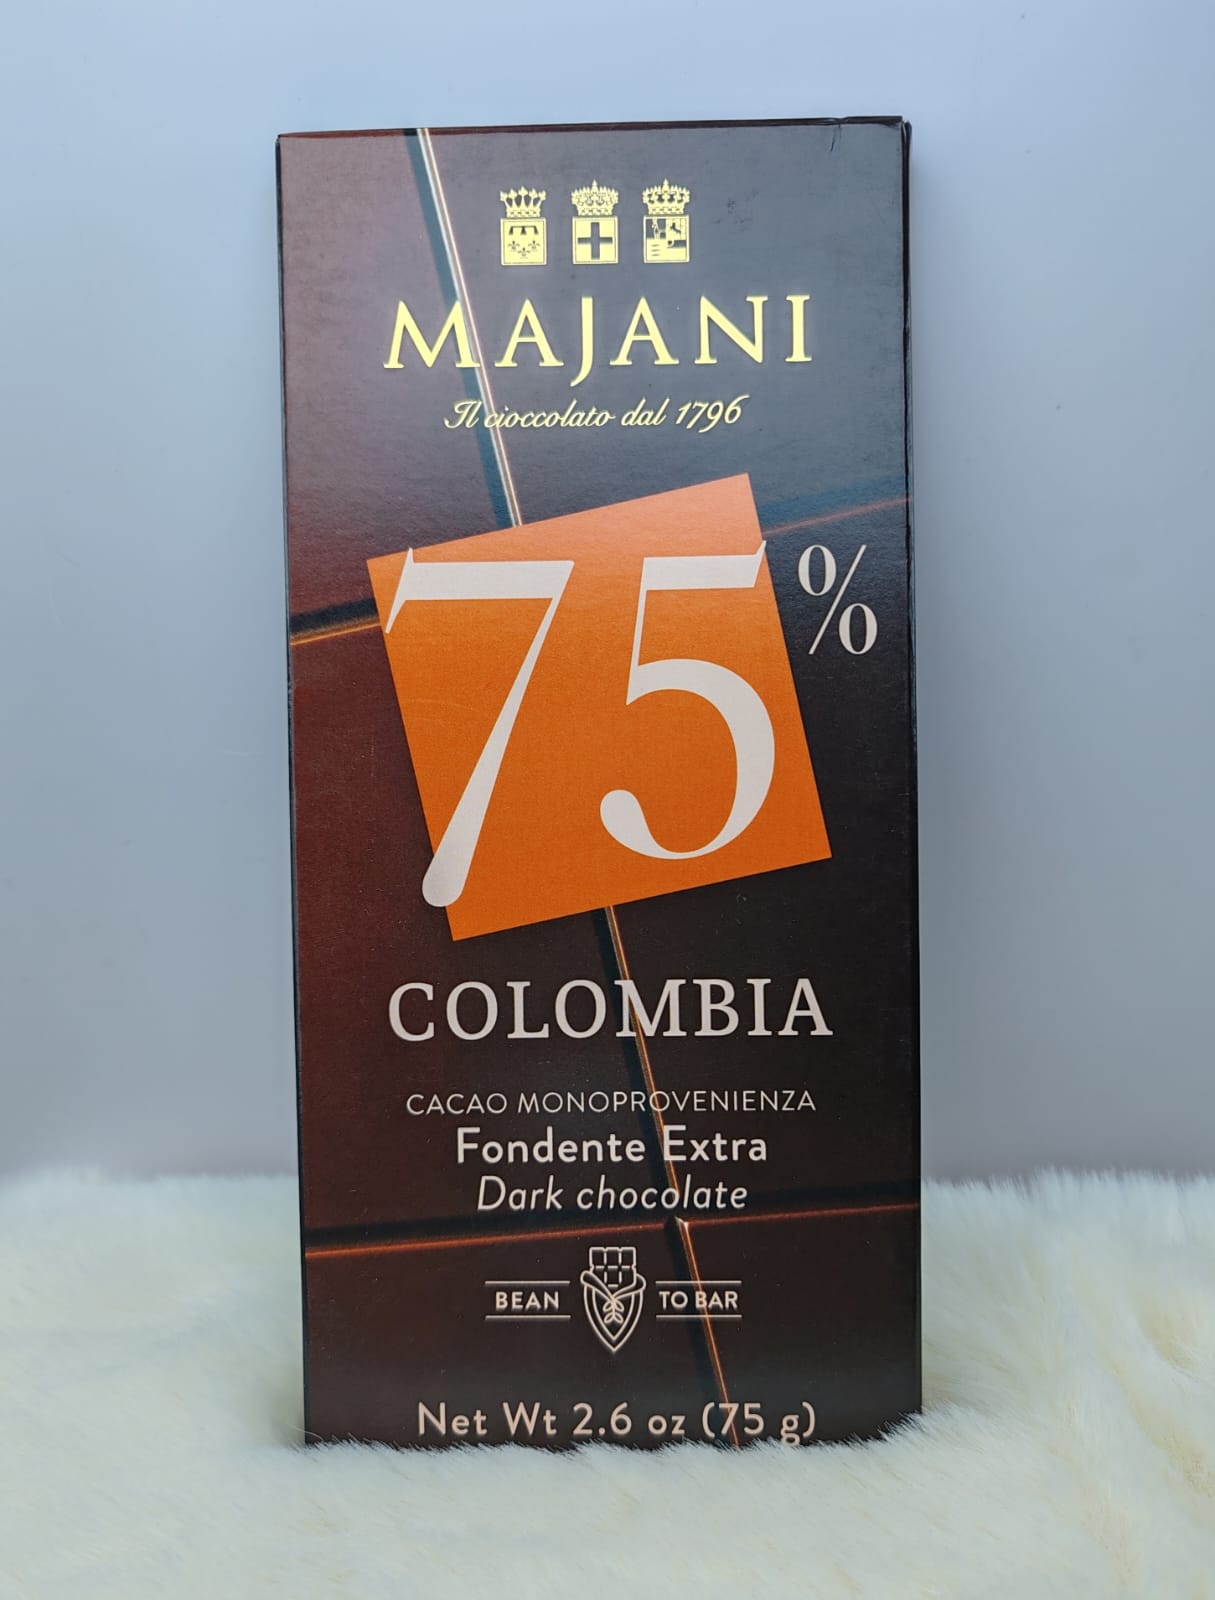 MAJANI
Il cioccolato dal 1796
75%
COLOMBIA
CACAO MONOPROVENIENZA
Fondente Extra
Dark chocolate
BEAN TO BAR
Net Wt 2.6 oz (75 g)